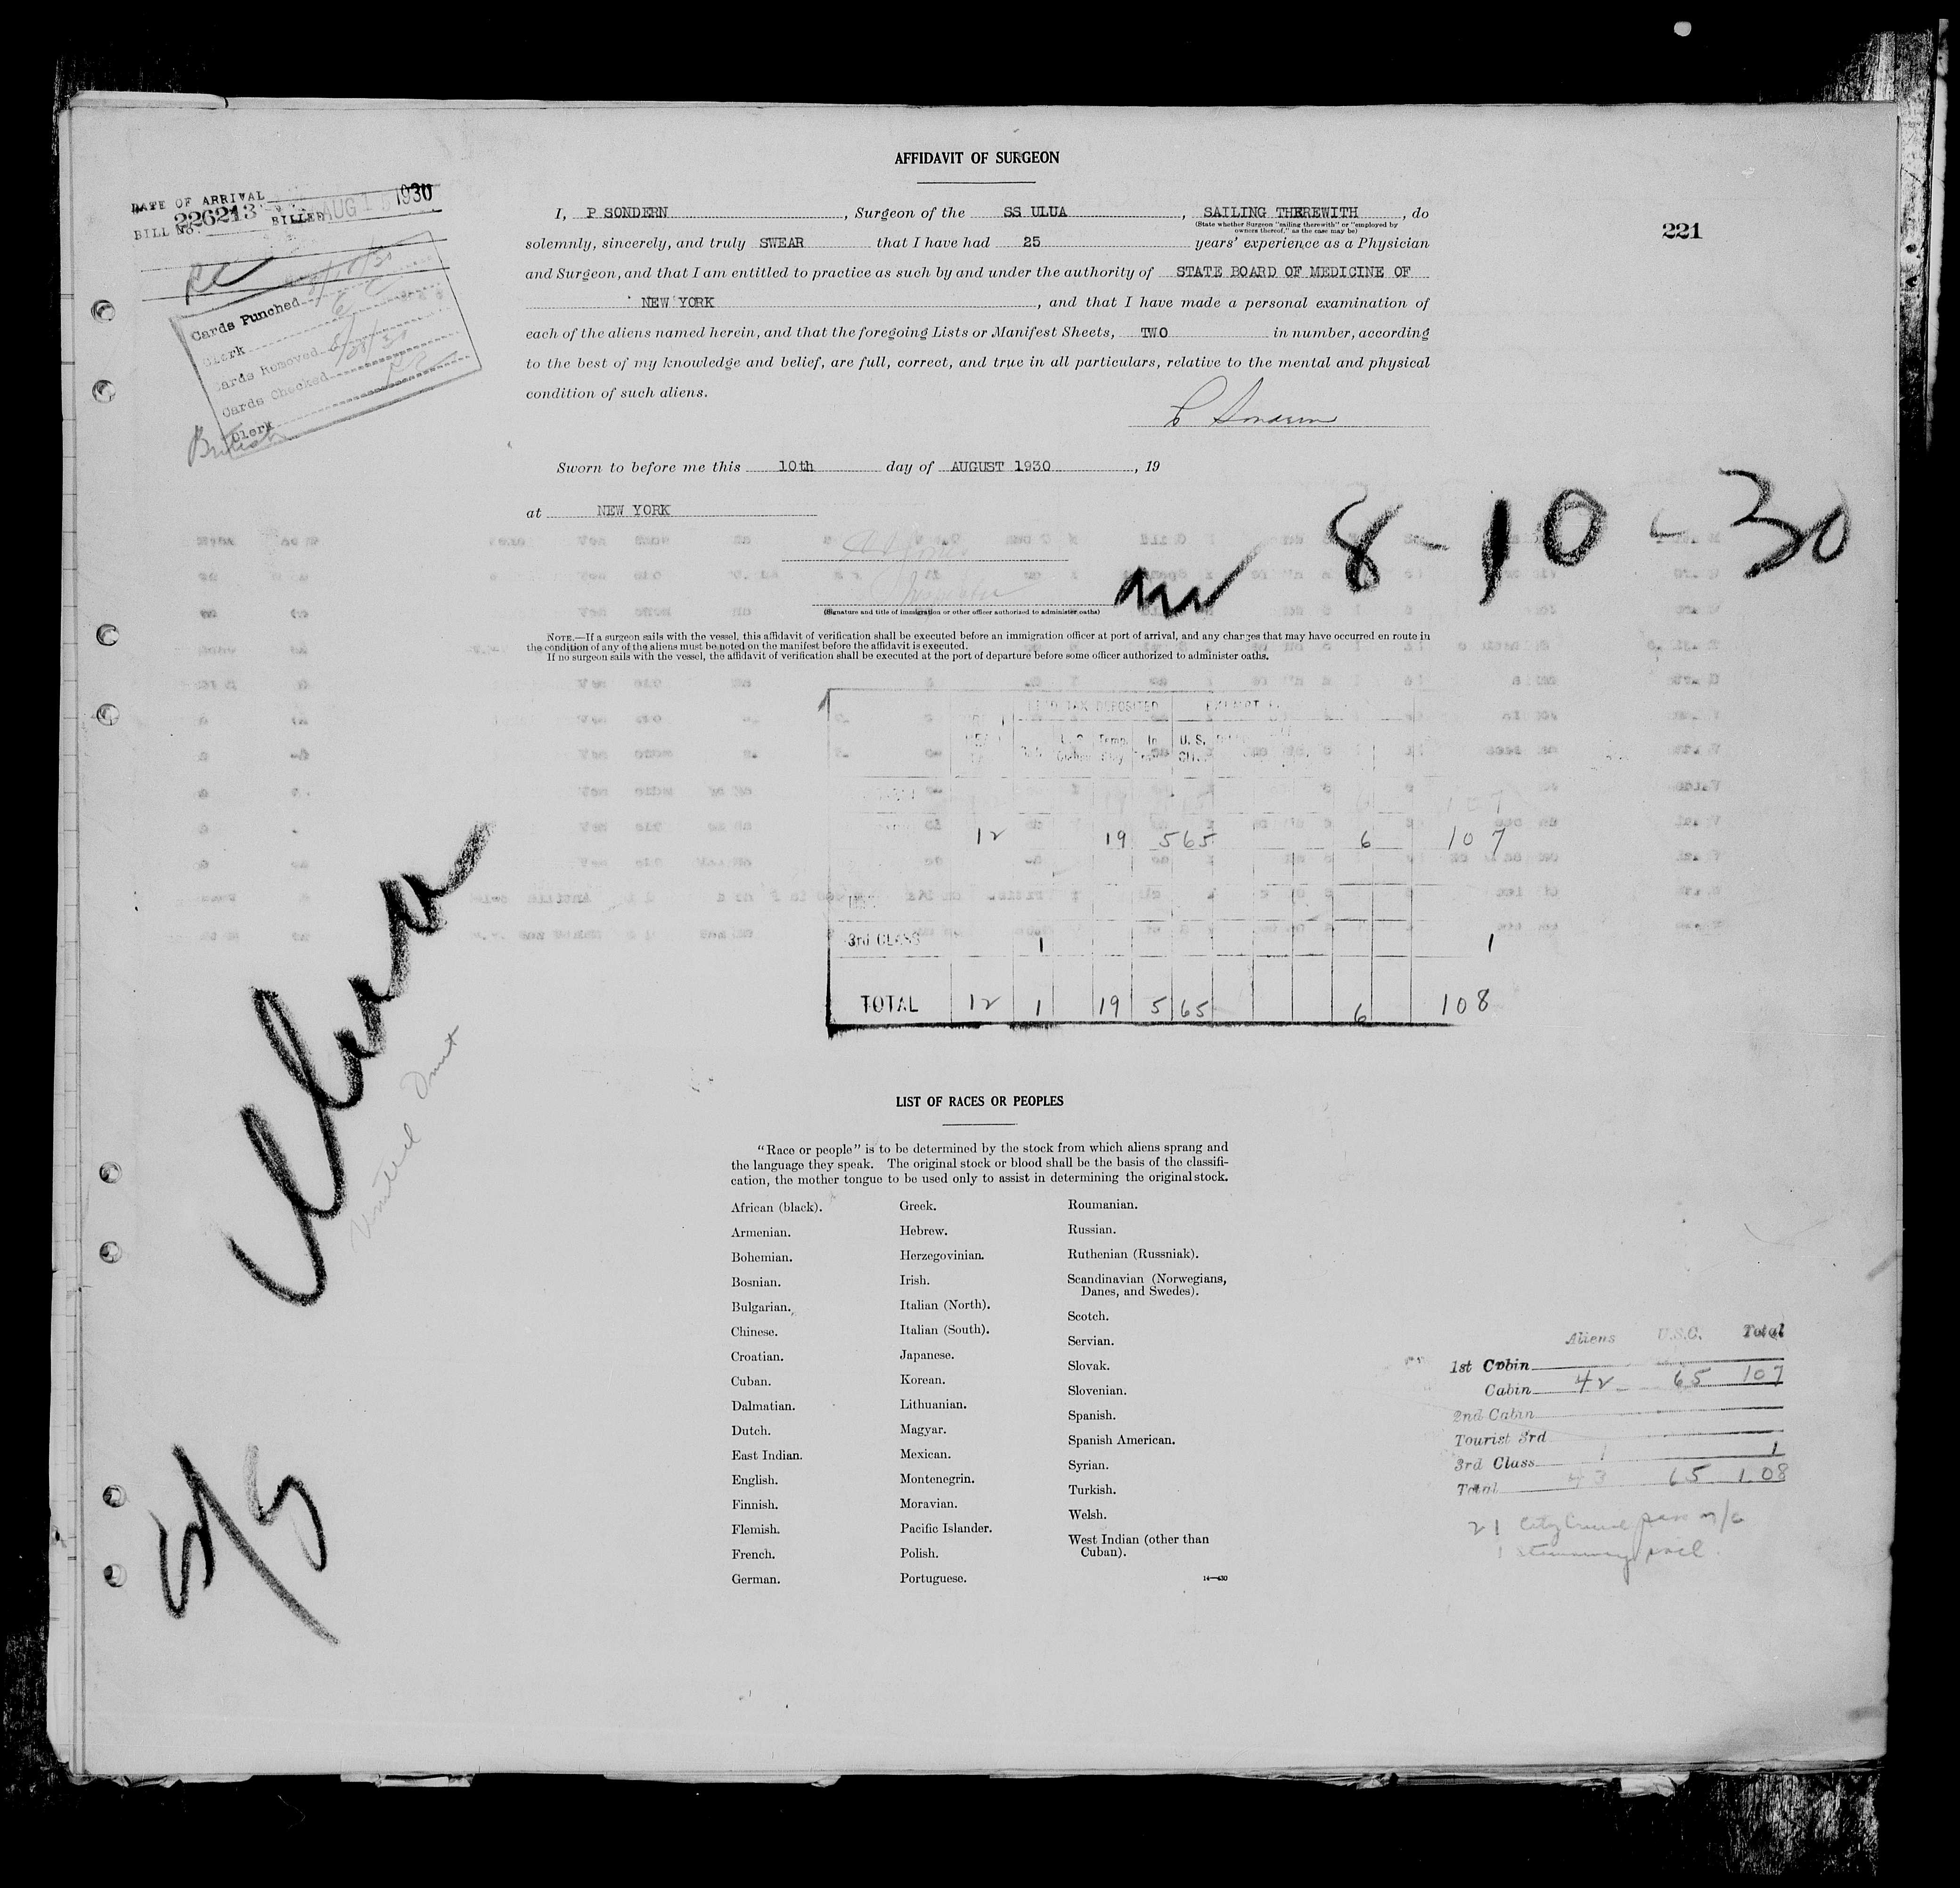 AFFIDAVIT OF SURGEON
DATE OF ARRIVAL
BILL No. 226213 BILLED AUG 15 1930
221
I, P SONDERN, Surgeon of the SS ULUA, SAILING THEREWITH, do
(State whether Surgeon "sailing therewith" or "employed by
owners thereof," as the case may be)
solemnly, sincerely, and truly SWEAR that I have had 25 years' experience as a Physician
and Surgeon, and that I am entitled to practice as such by and under the authority of STATE BOARD OF MEDICINE OF
NEW YORK, and that I have made a personal examination of
each of the aliens named herein, and that the foregoing Lists or Manifest Sheets, TWO in number, according
to the best of my knowledge and belief, are full, correct, and true in all particulars, relative to the mental and physical
condition of such aliens.
P Sondern
Cards Punched
Clerk
Cards Removed
Cards Checked
Clerk
British
Sworn to before me this 10th day of AUGUST 1930, 19
at NEW YORK
Inspector
(Signature and title of immigration or other officer authorized to administer oaths)
8-10-30
NOTE.—If a surgeon sails with the vessel, this affidavit of verification shall be executed before an immigration officer at port of arrival, and any changes that may have occurred en route in
the condition of any of the aliens must be noted on the manifest before the affidavit is executed.
If no surgeon sails with the vessel, the affidavit of verification shall be executed at the port of departure before some officer authorized to administer oaths.
HEAD TAX DEPOSITED EXEMPT
Temp. In U. S.
12 19 5 65 6 107
3rd CLASS 1 1
TOTAL 12 1 19 5 65 6 108
Ulua
United Fruit
5/5
LIST OF RACES OR PEOPLES
"Race or people" is to be determined by the stock from which aliens sprang and
the language they speak. The original stock or blood shall be the basis of the classifi-
cation, the mother tongue to be used only to assist in determining the original stock.
African (black).
Armenian.
Bohemian.
Bosnian.
Bulgarian.
Chinese.
Croatian.
Cuban.
Dalmatian.
Dutch.
East Indian.
English.
Finnish.
Flemish.
French.
German.
Greek.
Hebrew.
Herzegovinian.
Irish.
Italian (North).
Italian (South).
Japanese.
Korean.
Lithuanian.
Magyar.
Mexican.
Montenegrin.
Moravian.
Pacific Islander.
Polish.
Portuguese.
Roumanian.
Russian.
Ruthenian (Russniak).
Scandinavian (Norwegians,
Danes, and Swedes).
Scotch.
Servian.
Slovak.
Slovenian.
Spanish.
Spanish American.
Syrian.
Turkish.
Welsh.
West Indian (other than
Cuban).
14—430
Aliens U.S.C. Total
1st Cabin
Cabin 42 65 107
2nd Cabin
Tourist 3rd
3rd Class 1 1
Total 43 65 108